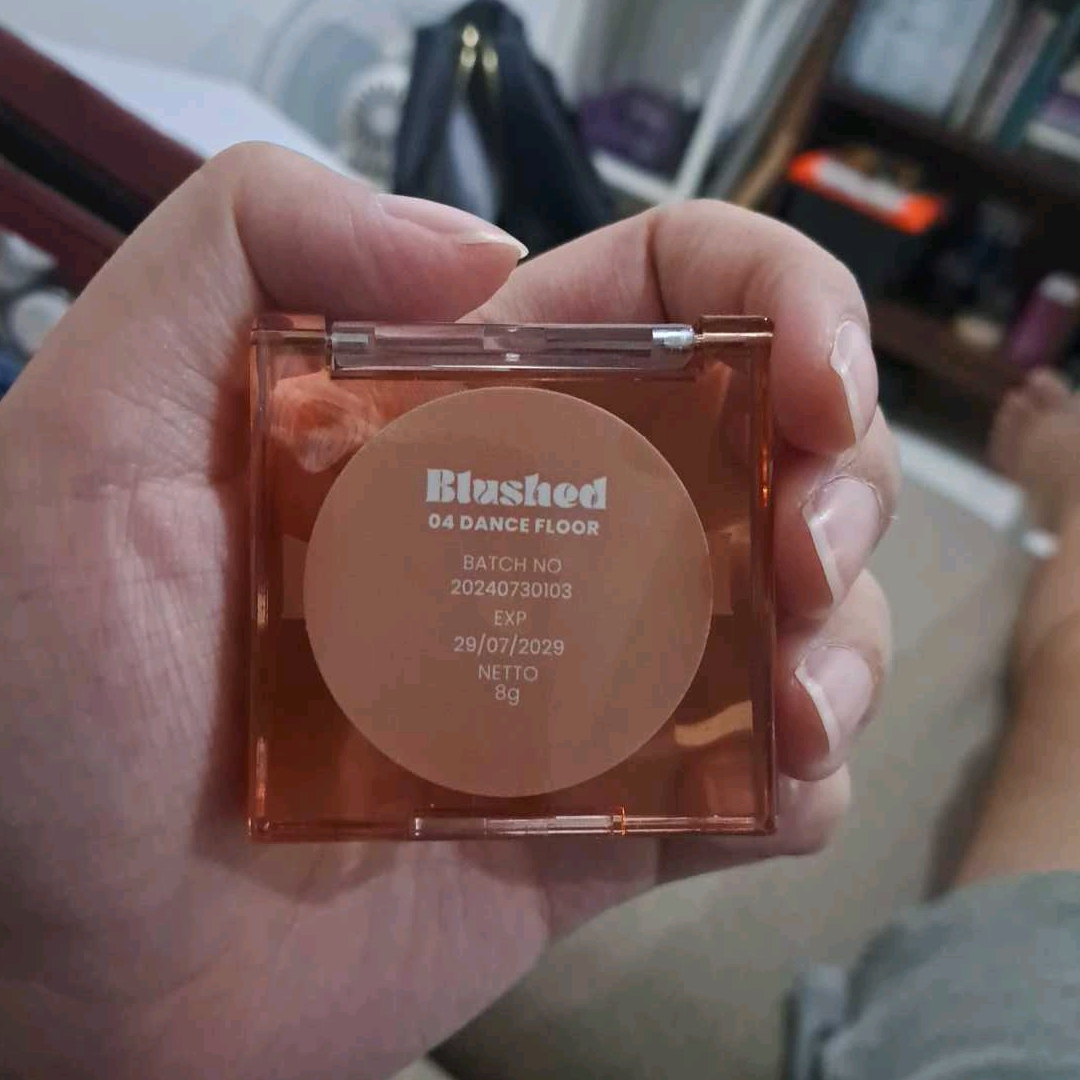 Blushed
04 DANCE FLOOR
BATCH NO
20240730103
EXP
29/07/2029
NETTO
8g